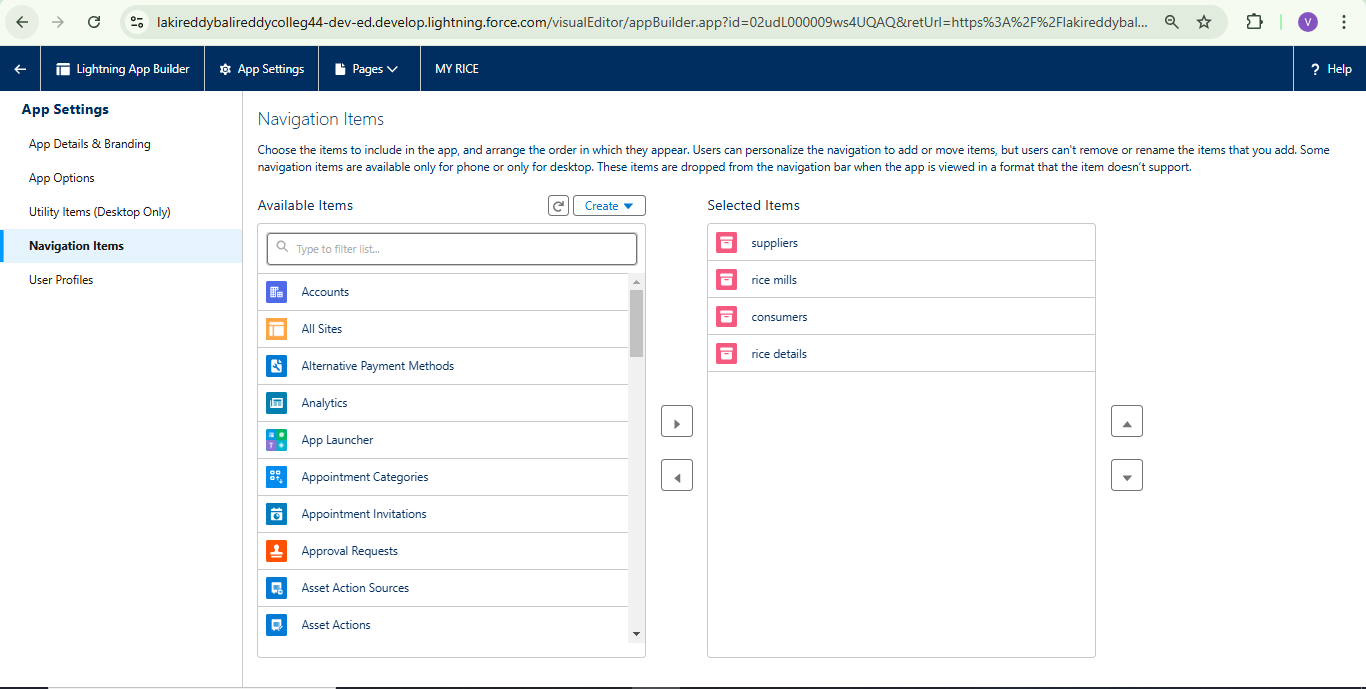 lakireddybalireddycolleg44-dev-ed.develop.lightning.force.com/visualEditor/appBuilder.app?id=02udL000009ws4UQAQ&retUrl=https%3A%2F%2Flakireddybal...
V
Lightning App Builder
App Settings
Pages
MY RICE
? Help
App Settings
App Details & Branding
App Options
Utility Items (Desktop Only)
Navigation Items
User Profiles
Navigation Items
Choose the items to include in the app, and arrange the order in which they appear. Users can personalize the navigation to add or move items, but users can't remove or rename the items that you add. Some
navigation items are available only for phone or only for desktop. These items are dropped from the navigation bar when the app is viewed in a format that the item doesn't support.
Available Items
Create
Type to filter list...
Accounts
All Sites
Alternative Payment Methods
Analytics
App Launcher
Appointment Categories
Appointment Invitations
Approval Requests
Asset Action Sources
Asset Actions
Selected Items
suppliers
rice mills
consumers
rice details